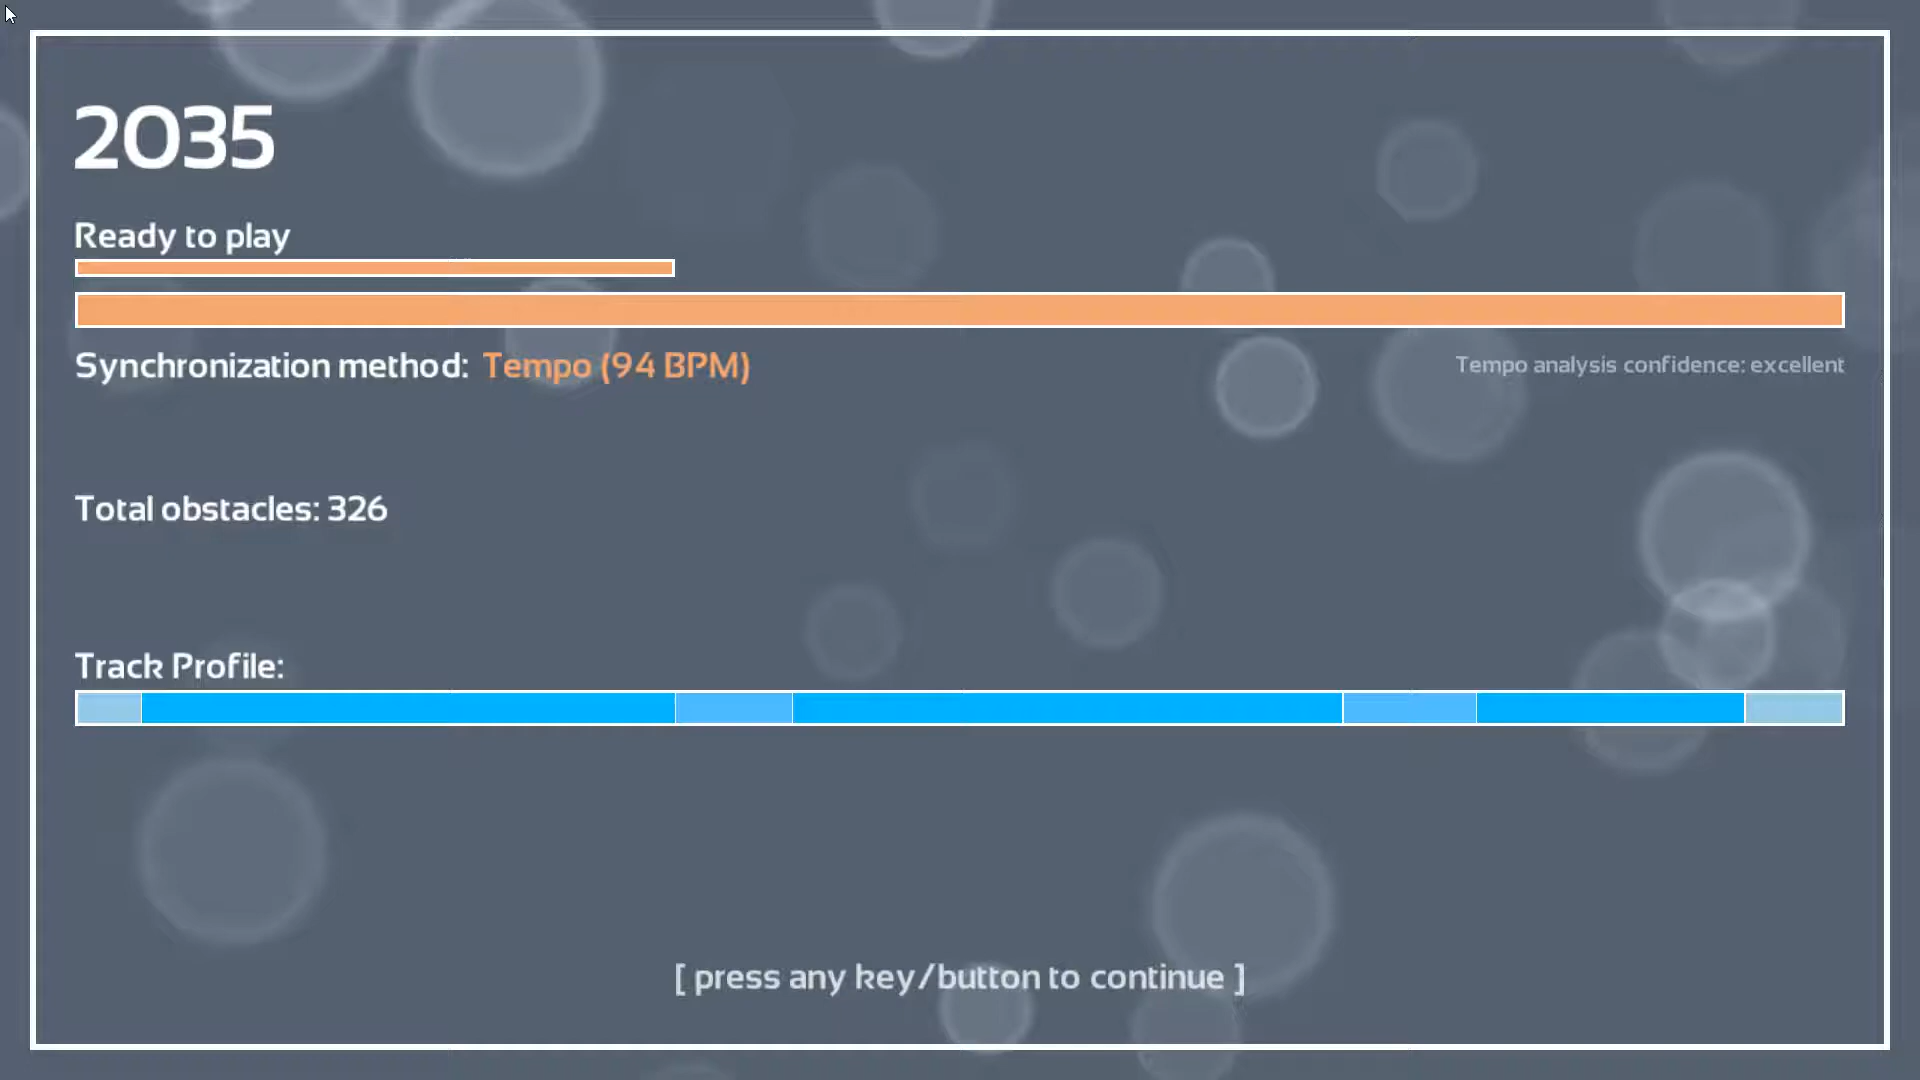 2035
Ready to play
Synchronization method: Tempo (94 BPM)
Tempo analysis confidence: excellent
Total obstacles: 326
Track Profile:
[ press any key/button to continue ]